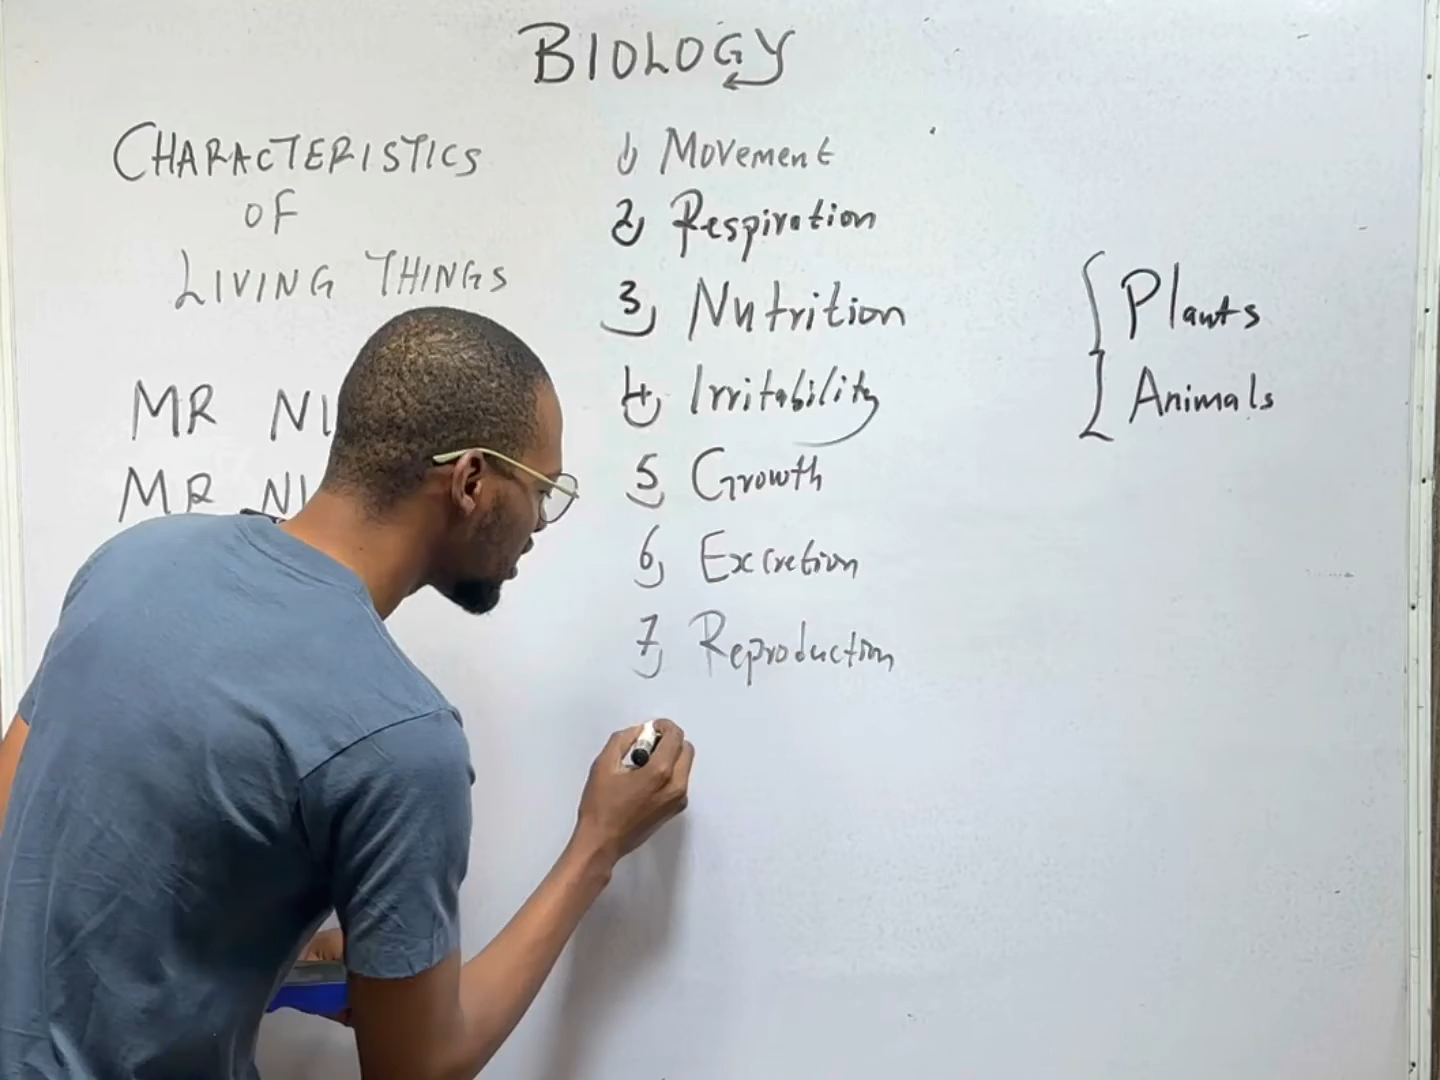 BIOLOGY
CHARACTERISTICS
OF
LIVING THINGS
MR
MR
1) Movement
2) Respiration
3) Nutrition
4) Irritability
5) Growth
6) Excretion
7) Reproduction
Plants
Animals